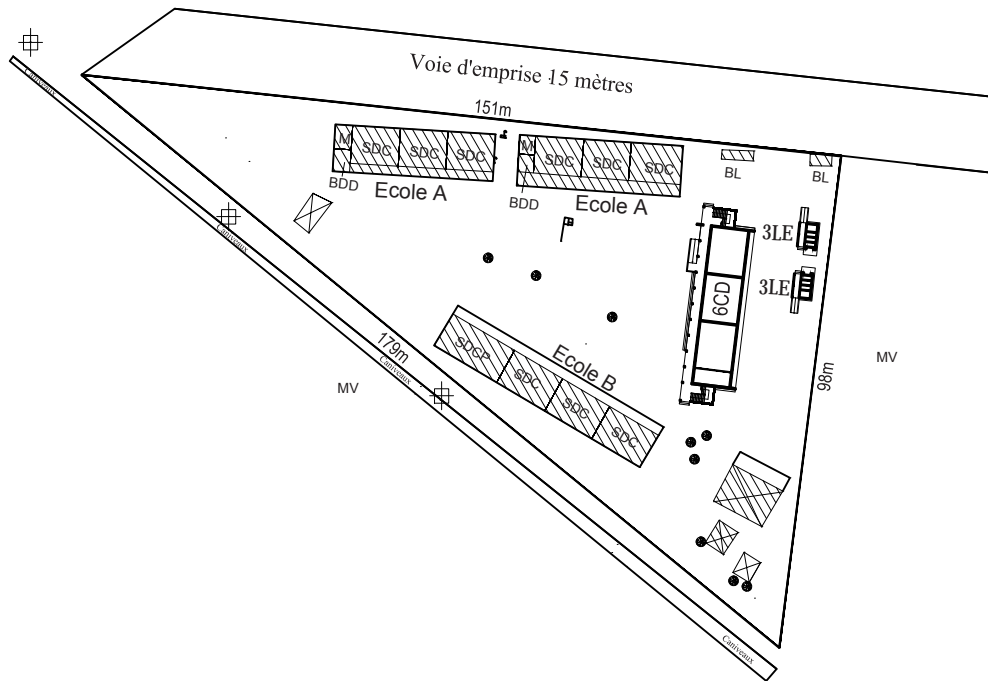 Voie d'emprise 15 mètres
151m
Caniveaux
M
SDC
SDC
SDC
BDD
Ecole A
M
SDC
SDC
SDC
BDD
Ecole A
BL
BL
Caniveaux
3LE
3LE
6CD
Ecole B
SDCP
SDC
SDC
SDC
179m
Caniveaux
MV
MV
98m
Caniveaux